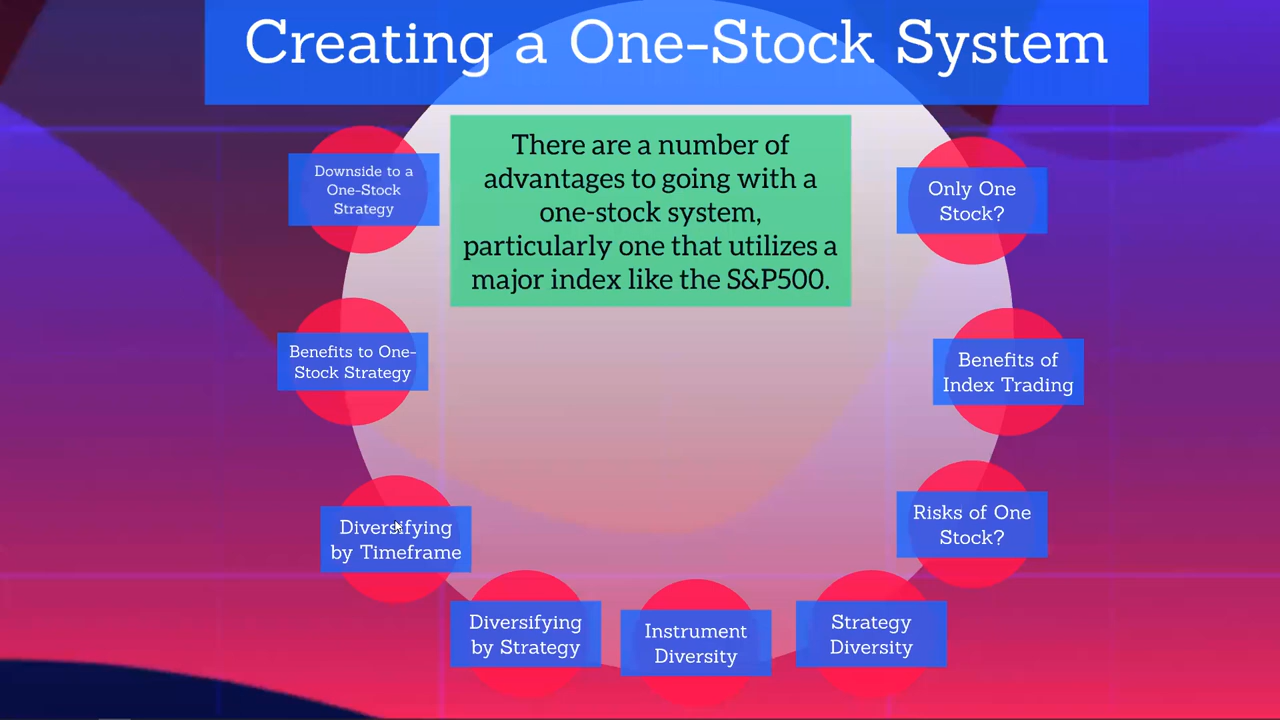 Creating a One-Stock System
There are a number of
advantages to going with a
one-stock system,
particularly one that utilizes a
major index like the S&P500.
Only One
Stock?
Benefits of
Index Trading
Risks of One
Stock?
Strategy
Diversity
Instrument
Diversity
Diversifying
by Strategy
Diversifying
by Timeframe
Benefits to One-
Stock Strategy
Downside to a
One-Stock
Strategy